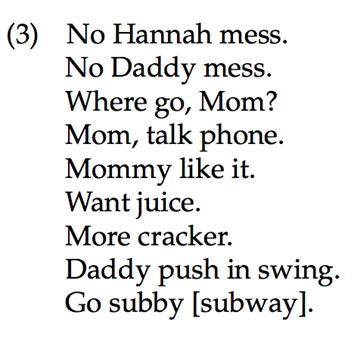 (3) No Hannah mess.
No Daddy mess.
Where go, Mom?
Mom, talk phone.
Mommy like it.
Want juice.
More cracker.
Daddy push in swing.
Go subby [subway].